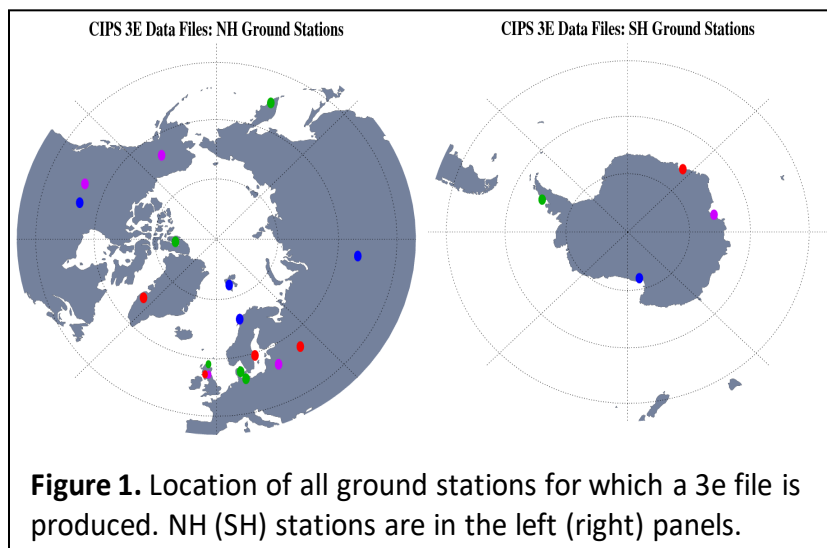 CIPS 3E Data Files: NH Ground Stations
CIPS 3E Data Files: SH Ground Stations
Figure 1. Location of all ground stations for which a 3e file is
produced. NH (SH) stations are in the left (right) panels.